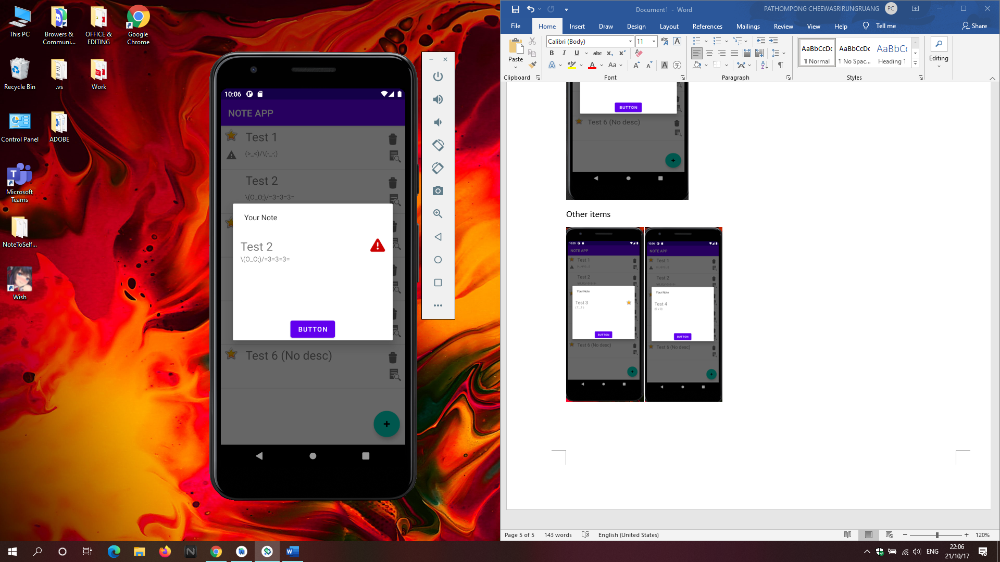 This PC
Browers & Communi...
OFFICE & EDITING
Google Chrome
Recycle Bin
.vs
Work
Control Panel
ADOBE
Microsoft Teams
NoteToSelf...
Wish
10:06
NOTE APP
Test 1
(>_<)/\(-_-;)
Test 2
\(O_O;)/=3=3=3=
Your Note
Test 2
\(O_O;)/=3=3=3=
BUTTON
Test 6 (No desc)
+
Document1 - Word
PATHOMPONG CHEEWASRIRUNGRUANG
PC
File
Home
Insert
Draw
Design
Layout
References
Mailings
Review
View
Help
Tell me
Share
Paste
Clipboard
Calibri (Body)
11
Font
Paragraph
AaBbCcDc
¶ Normal
AaBbCcDc
¶ No Spac...
AaBbC
Heading 1
Styles
Editing
BUTTON
Test 6 (No desc)
Other items
10:05
NOTE APP
Test 1
Test 2
Your Note
Test 3
BUTTON
Test 6 (No desc)
10:06
NOTE APP
Test 1
Test 2
Your Note
Test 4
BUTTON
Test 6 (No desc)
Page 5 of 5
143 words
English (United States)
120%
ENG
22:06
21/10/17